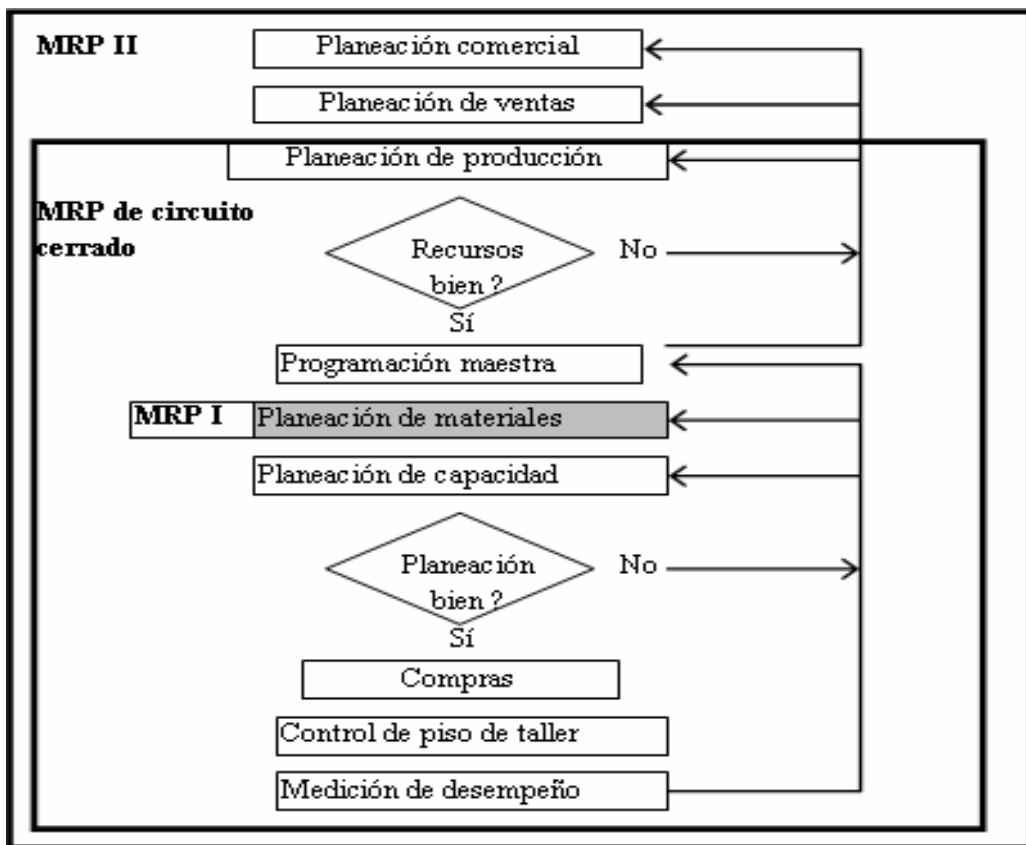 MRP II
Planeación comercial
Planeación de ventas
Planeación de producción
MRP de circuito
cerrado
Recursos
bien ?
No
Sí
Programación maestra
MRP I
Planeación de materiales
Planeación de capacidad
Planeación
bien ?
No
Sí
Compras
Control de piso de taller
Medición de desempeño